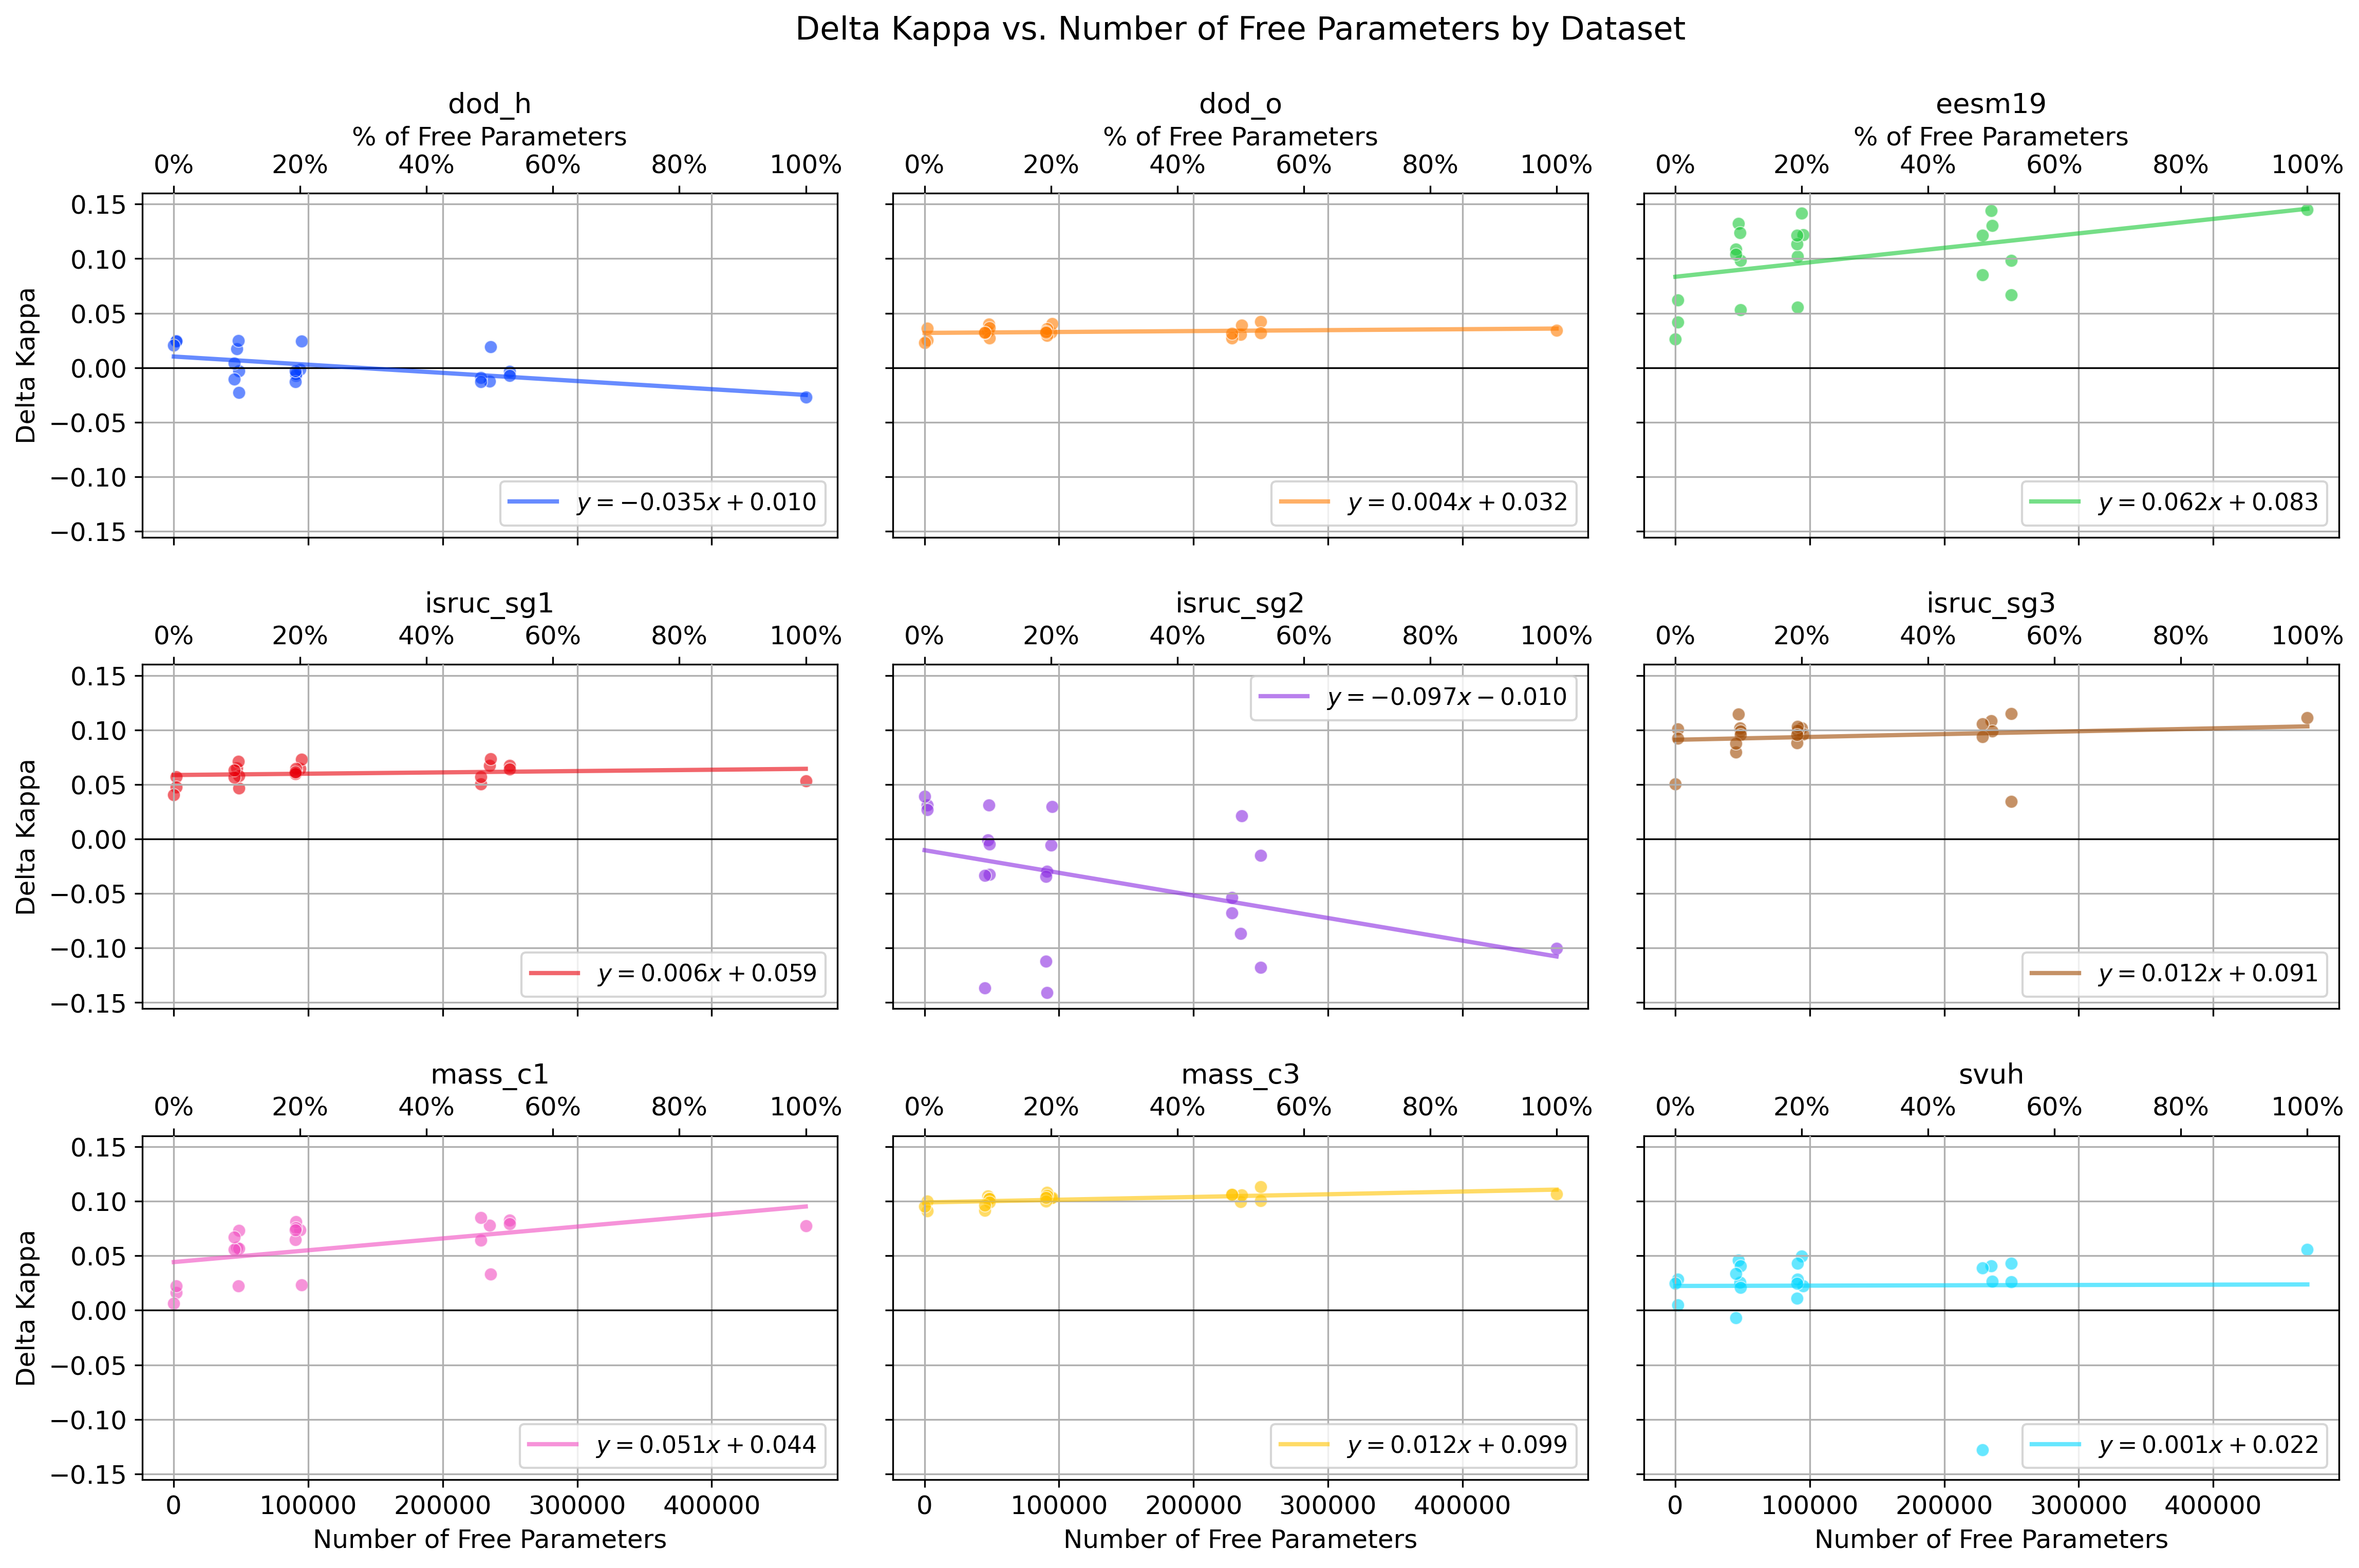 Delta Kappa vs. Number of Free Parameters by Dataset
dod_h
% of Free Parameters
0% 20% 40% 60% 80% 100%
0.15
0.10
0.05
0.00
−0.05
−0.10
−0.15
Delta Kappa
y = −0.035x + 0.010
dod_o
% of Free Parameters
0% 20% 40% 60% 80% 100%
y = 0.004x + 0.032
eesm19
% of Free Parameters
0% 20% 40% 60% 80% 100%
y = 0.062x + 0.083
isruc_sg1
0% 20% 40% 60% 80% 100%
0.15
0.10
0.05
0.00
−0.05
−0.10
−0.15
Delta Kappa
y = 0.006x + 0.059
isruc_sg2
0% 20% 40% 60% 80% 100%
y = −0.097x − 0.010
isruc_sg3
0% 20% 40% 60% 80% 100%
y = 0.012x + 0.091
mass_c1
0% 20% 40% 60% 80% 100%
0.15
0.10
0.05
0.00
−0.05
−0.10
−0.15
Delta Kappa
y = 0.051x + 0.044
0 100000 200000 300000 400000
Number of Free Parameters
mass_c3
0% 20% 40% 60% 80% 100%
y = 0.012x + 0.099
0 100000 200000 300000 400000
Number of Free Parameters
svuh
0% 20% 40% 60% 80% 100%
y = 0.001x + 0.022
0 100000 200000 300000 400000
Number of Free Parameters